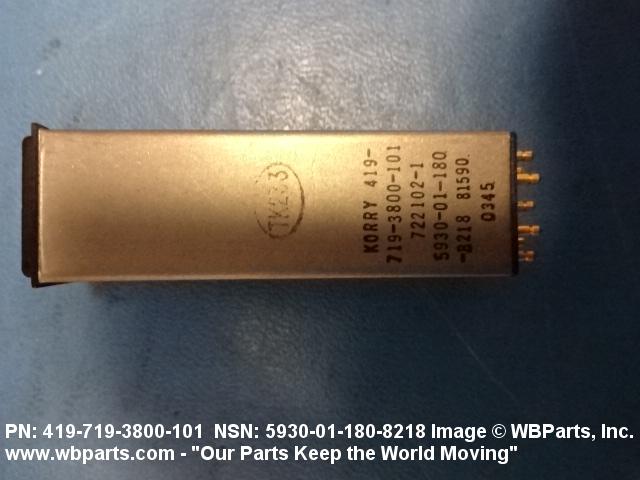 KORRY 419-
719-3800-101
722102-1
5930-01-180
-8218 81590
0345
PN: 419-719-3800-101 NSN: 5930-01-180-8218 Image © WBParts, Inc.
www.wbparts.com - "Our Parts Keep the World Moving"